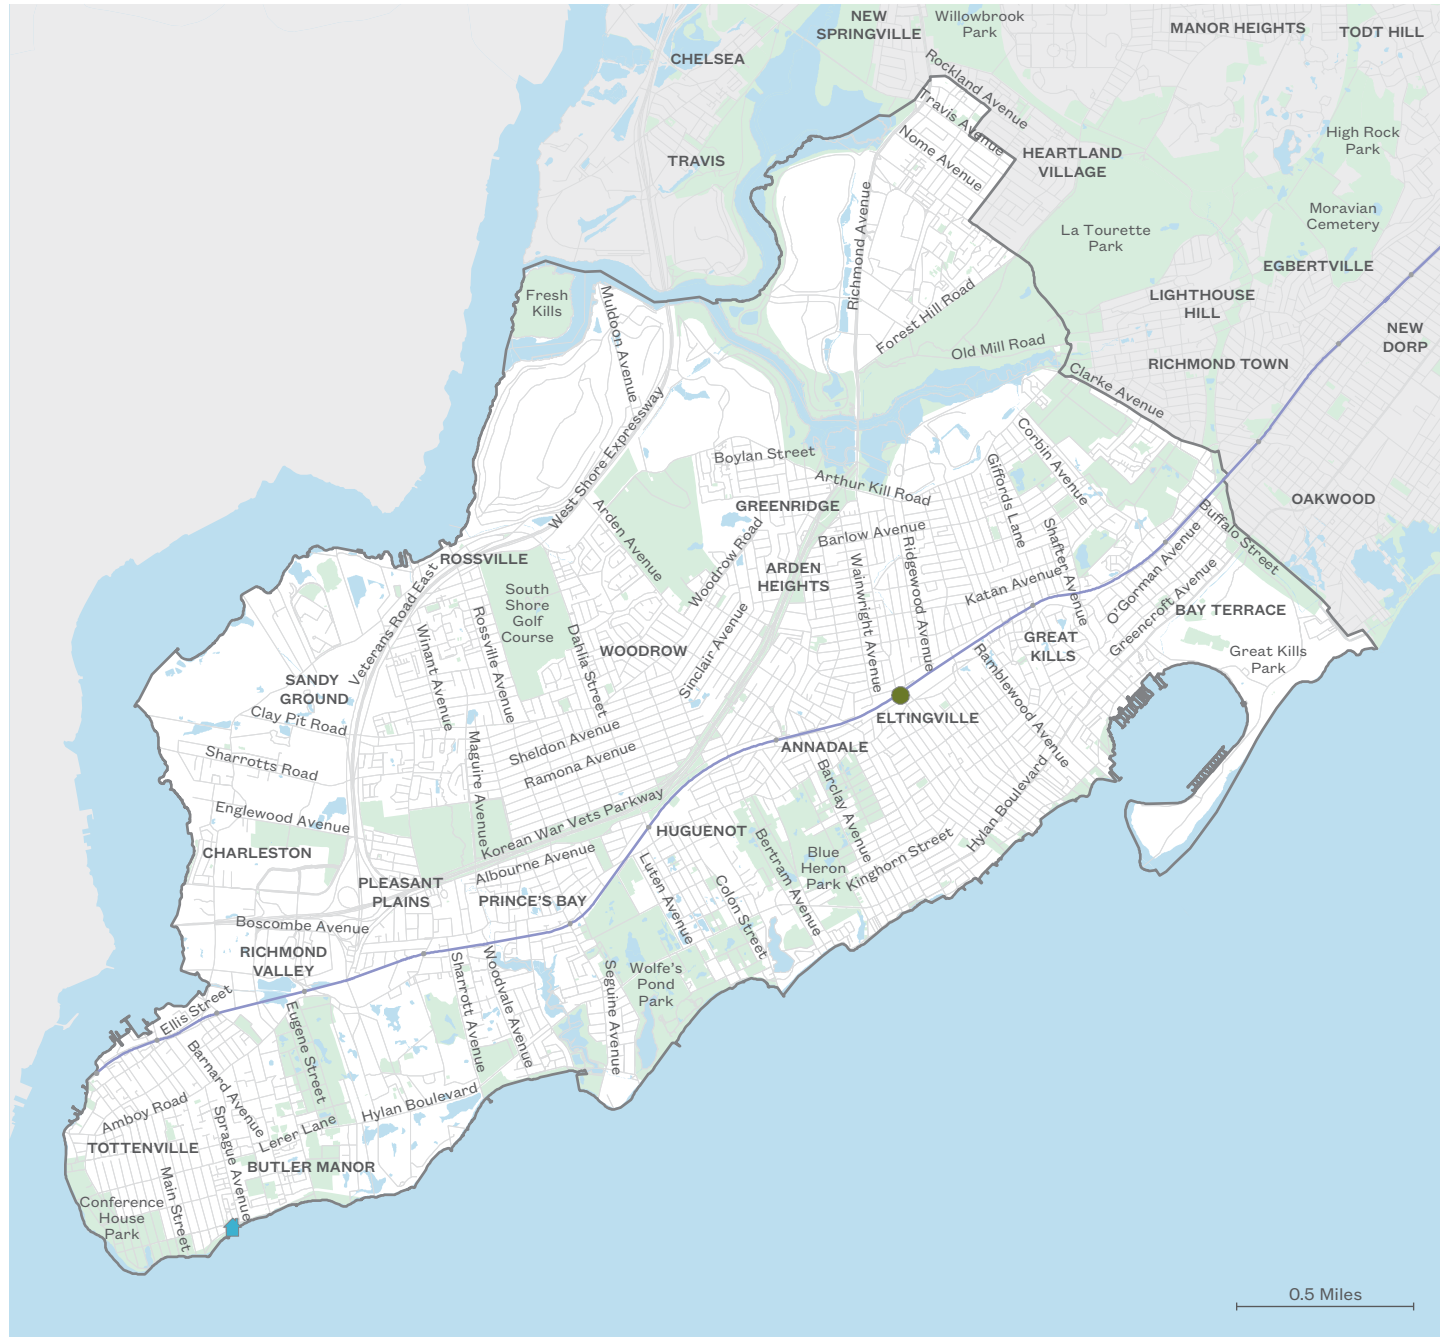 NEW
SPRINGVILLE
Willowbrook
Park
MANOR HEIGHTS
TODT HILL
CHELSEA
Rockland Avenue
Travis Avenue
Nome Avenue
High Rock
Park
TRAVIS
HEARTLAND
VILLAGE
Moravian
Cemetery
La Tourette
Park
Richmond Avenue
EGBERTVILLE
Fresh
Kills
Muldoon Avenue
LIGHTHOUSE
HILL
Forest Hill Road
NEW
DORP
Old Mill Road
RICHMOND TOWN
Clarke Avenue
West Shore Expressway
Corbin Avenue
Boylan Street
Giffords Lane
Arthur Kill Road
OAKWOOD
GREENRIDGE
Arden Avenue
Woodrow Road
Barlow Avenue
Shafter Avenue
Buffalo Street
ROSSVILLE
ARDEN
HEIGHTS
Wainwright Avenue
Ridgewood Avenue
Katan Avenue
O'Gorman Avenue
Greencroft Avenue
BAY TERRACE
Veterans Road East
South
Shore
Golf
Course
Rossville Avenue
Winant Avenue
Dahlia Street
WOODROW
Sinclair Avenue
GREAT
KILLS
Great Kills
Park
SANDY
GROUND
Ramblewood Avenue
Clay Pit Road
ELTINGVILLE
Sheldon Avenue
ANNADALE
Sharrotts Road
Maguire Avenue
Ramona Avenue
Barclay Avenue
Hylan Boulevard
Englewood Avenue
Korean War Vets Parkway
HUGUENOT
CHARLESTON
Albourne Avenue
Bertram Avenue
Blue
Heron
Park
Kinghorn Street
PLEASANT
PLAINS
Luten Avenue
Colon Street
PRINCE'S BAY
Boscombe Avenue
RICHMOND
VALLEY
Wolfe's
Pond
Park
Sharrott Avenue
Woodvale Avenue
Seguine Avenue
Ellis Street
Eugene Street
Barnard Avenue
Amboy Road
Hylan Boulevard
Sprague Avenue
Lerer Lane
TOTTENVILLE
BUTLER MANOR
Main Street
Conference
House
Park
0.5 Miles